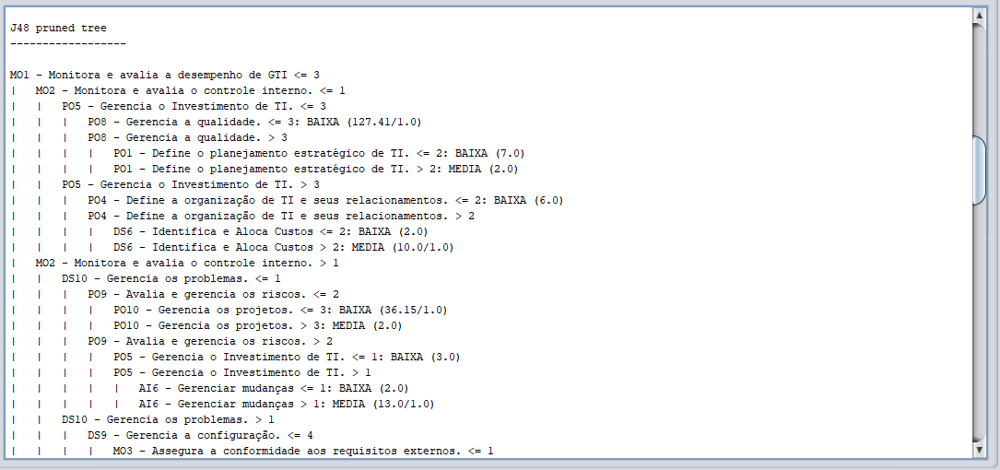 J48 pruned tree
------------------
MO1 - Monitora e avalia a desempenho de GTI <= 3
|   MO2 - Monitora e avalia o controle interno. <= 1
|   |   PO5 - Gerencia o Investimento de TI. <= 3
|   |   |   PO8 - Gerencia a qualidade. <= 3: BAIXA (127.41/1.0)
|   |   |   PO8 - Gerencia a qualidade. > 3
|   |   |   |   PO1 - Define o planejamento estratégico de TI. <= 2: BAIXA (7.0)
|   |   |   |   PO1 - Define o planejamento estratégico de TI. > 2: MEDIA (2.0)
|   |   PO5 - Gerencia o Investimento de TI. > 3
|   |   |   PO4 - Define a organização de TI e seus relacionamentos. <= 2: BAIXA (6.0)
|   |   |   PO4 - Define a organização de TI e seus relacionamentos. > 2
|   |   |   |   DS6 - Identifica e Aloca Custos <= 2: BAIXA (2.0)
|   |   |   |   DS6 - Identifica e Aloca Custos > 2: MEDIA (10.0/1.0)
|   MO2 - Monitora e avalia o controle interno. > 1
|   |   DS10 - Gerencia os problemas. <= 1
|   |   |   PO9 - Avalia e gerencia os riscos. <= 2
|   |   |   |   PO10 - Gerencia os projetos. <= 3: BAIXA (36.15/1.0)
|   |   |   |   PO10 - Gerencia os projetos. > 3: MEDIA (2.0)
|   |   |   PO9 - Avalia e gerencia os riscos. > 2
|   |   |   |   PO5 - Gerencia o Investimento de TI. <= 1: BAIXA (3.0)
|   |   |   |   PO5 - Gerencia o Investimento de TI. > 1
|   |   |   |   |   AI6 - Gerenciar mudanças <= 1: BAIXA (2.0)
|   |   |   |   |   AI6 - Gerenciar mudanças > 1: MEDIA (13.0/1.0)
|   |   DS10 - Gerencia os problemas. > 1
|   |   |   DS9 - Gerencia a configuração. <= 4
|   |   |   |   MO3 - Assegura a conformidade aos requisitos externos. <= 1